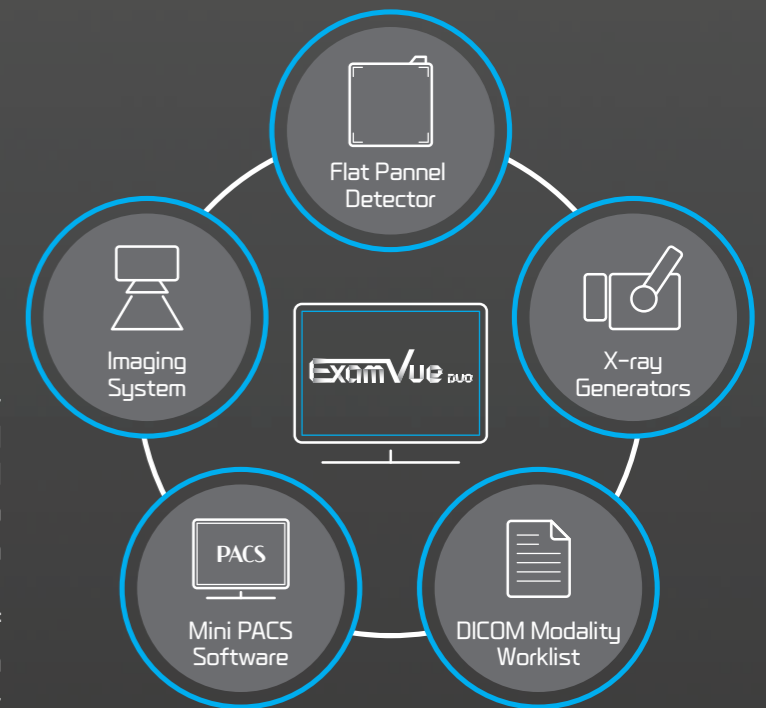 Flat Pannel
Detector
Imaging
System
ExamVue DUO
X-ray
Generators
PACS
Mini PACS
Software
DICOM Modality
Worklist